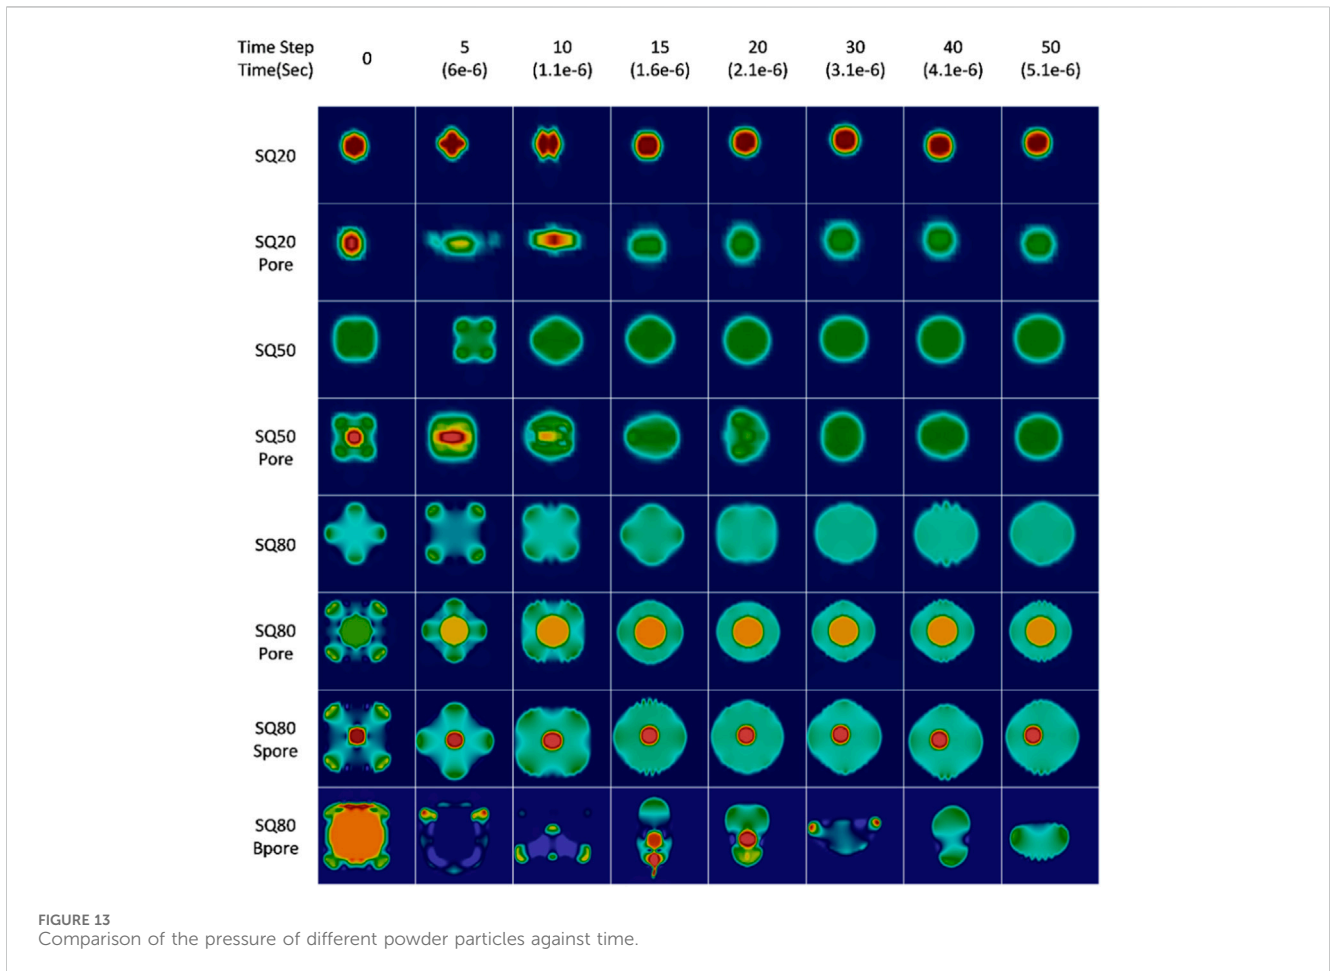 Time Step 0 5 10 15 20 30 40 50
Time(Sec) (6e-6) (1.1e-6) (1.6e-6) (2.1e-6) (3.1e-6) (4.1e-6) (5.1e-6)
SQ20
SQ20
Pore
SQ50
SQ50
Pore
SQ80
SQ80
Pore
SQ80
Spore
SQ80
Bpore
FIGURE 13
Comparison of the pressure of different powder particles against time.